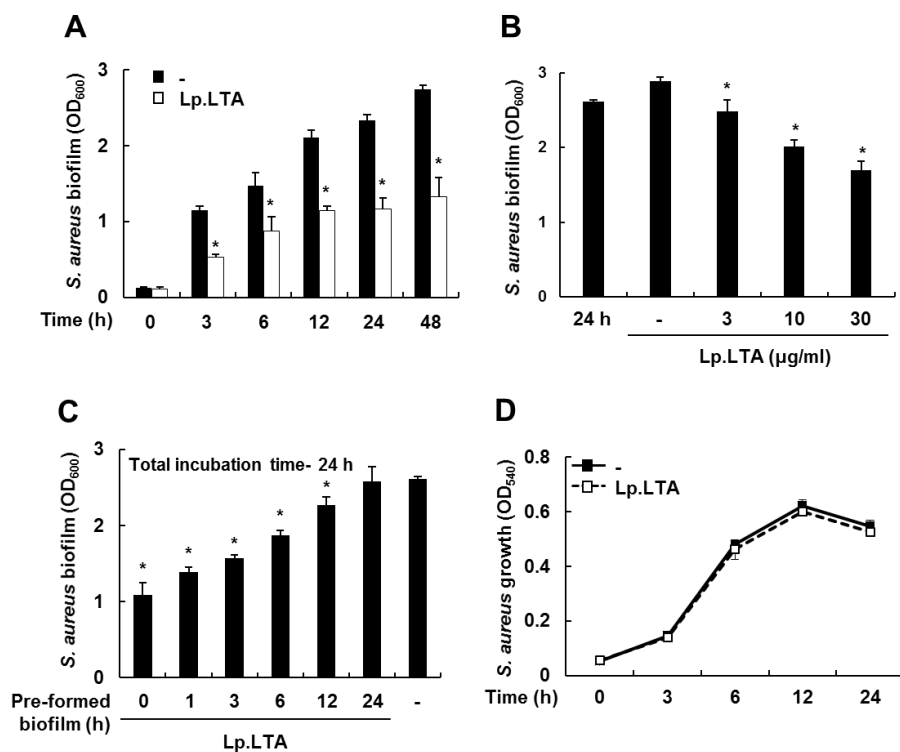 A
S. aureus biofilm (OD600)
3
2
1
0
-
Lp.LTA
*
*
*
*
*
Time (h)
0 3 6 12 24 48
B
S. aureus biofilm (OD600)
3
2
1
0
*
*
*
24 h - 3 10 30
Lp.LTA (µg/ml)
C
S. aureus biofilm (OD600)
3
2
1
0
Total incubation time- 24 h
*
*
*
*
*
Pre-formed
biofilm (h)
0 1 3 6 12 24 -
Lp.LTA
D
S. aureus growth (OD540)
0.8
0.6
0.4
0.2
0
-
Lp.LTA
Time (h)
0 3 6 12 24